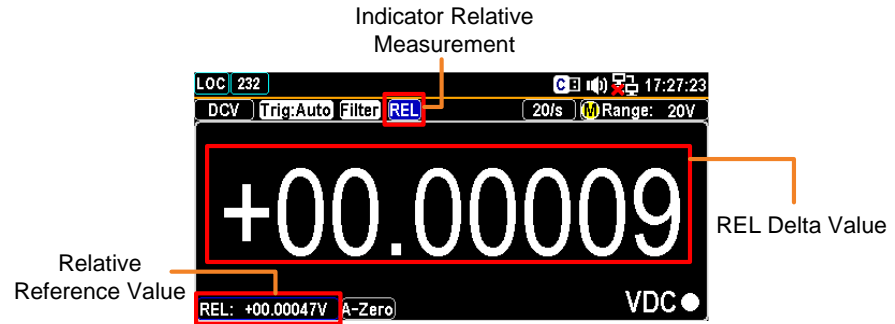 Indicator Relative
Measurement
LOC 232 C 17:27:23
DCV Trig:Auto Filter REL 20/s M Range: 20V
+00.00009
REL Delta Value
Relative
Reference Value
REL: +00.00047V A-Zero VDC